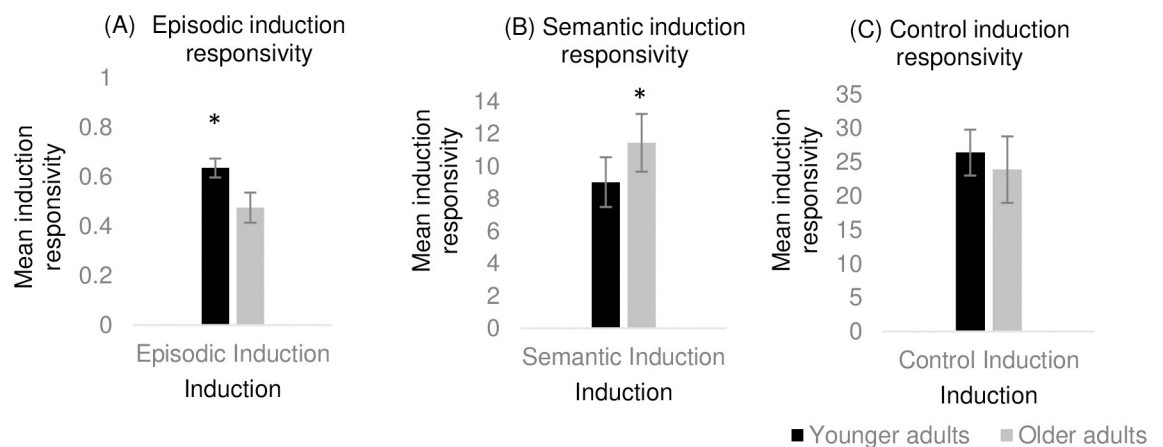 (A) Episodic induction
responsivity
1
0.8
0.6
0.4
0.2
0
Mean induction
responsivity
*
Episodic Induction
Induction
(B) Semantic induction
responsivity
14
12
10
8
6
4
2
0
Mean induction
responsivity
*
Semantic Induction
Induction
(C) Control induction
responsivity
35
30
25
20
15
10
5
0
Mean induction
responsivity
Control Induction
Induction
Younger adults Older adults